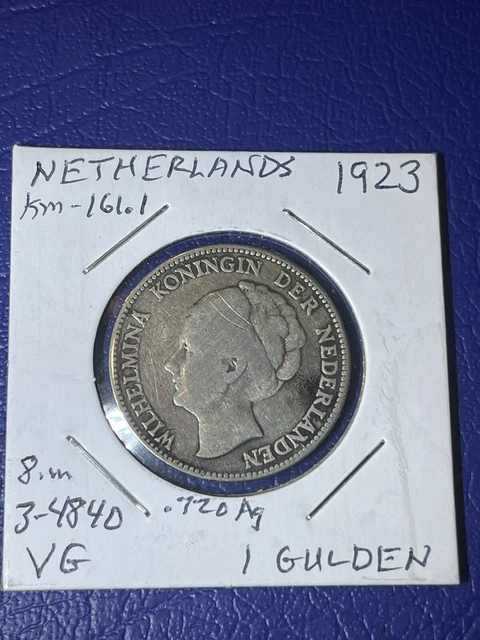 NETHERLANDS 1923
Km-161.1
WILHELMINA KONINGIN DER NEDERLANDEN
8.m
3-4840 .720 Ag
VG 1 GULDEN